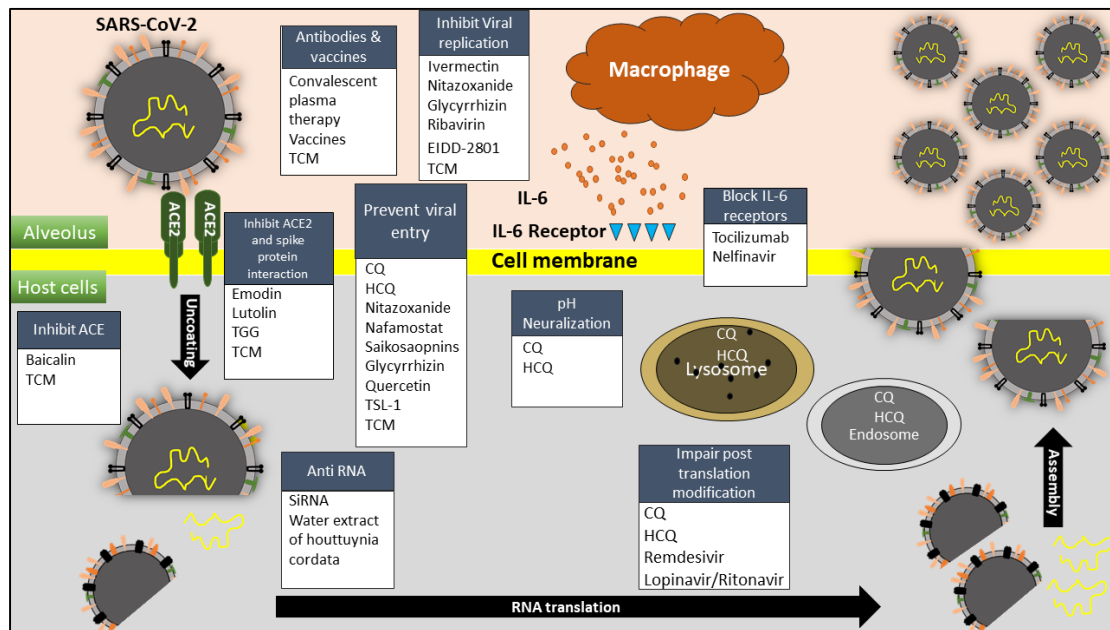 SARS-CoV-2
Antibodies &
vaccines
Convalescent
plasma
therapy
Vaccines
TCM
Inhibit Viral
replication
Ivermectin
Nitazoxanide
Glycyrrhizin
Ribavirin
EIDD-2801
TCM
Macrophage
IL-6
IL-6 Receptor
ACE2
ACE2
Alveolus
Cell membrane
Host cells
Inhibit ACE2
and spike
protein
interaction
Emodin
Lutolin
TGG
TCM
Prevent viral
entry
CQ
HCQ
Nitazoxanide
Nafamostat
Saikosaopnins
Glycyrrhizin
Quercetin
TSL-1
TCM
Block IL-6
receptors
Tocilizumab
Nelfinavir
Inhibit ACE
Baicalin
TCM
Uncoating
pH
Neuralization
CQ
HCQ
CQ
HCQ
Lysosome
CQ
HCQ
Endosome
Anti RNA
SiRNA
Water extract
of houttuynia
cordata
Impair post
translation
modification
CQ
HCQ
Remdesivir
Lopinavir/Ritonavir
Assembly
RNA translation